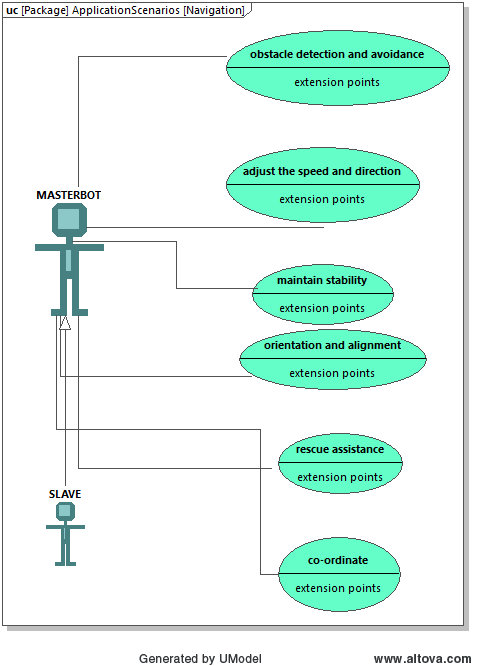 uc [Package] ApplicationScenarios [Navigation]
obstacle detection and avoidance
extension points
adjust the speed and direction
extension points
MASTERBOT
maintain stability
extension points
orientation and alignment
extension points
rescue assistance
extension points
SLAVE
co-ordinate
extension points
Generated by UModel
www.altova.com